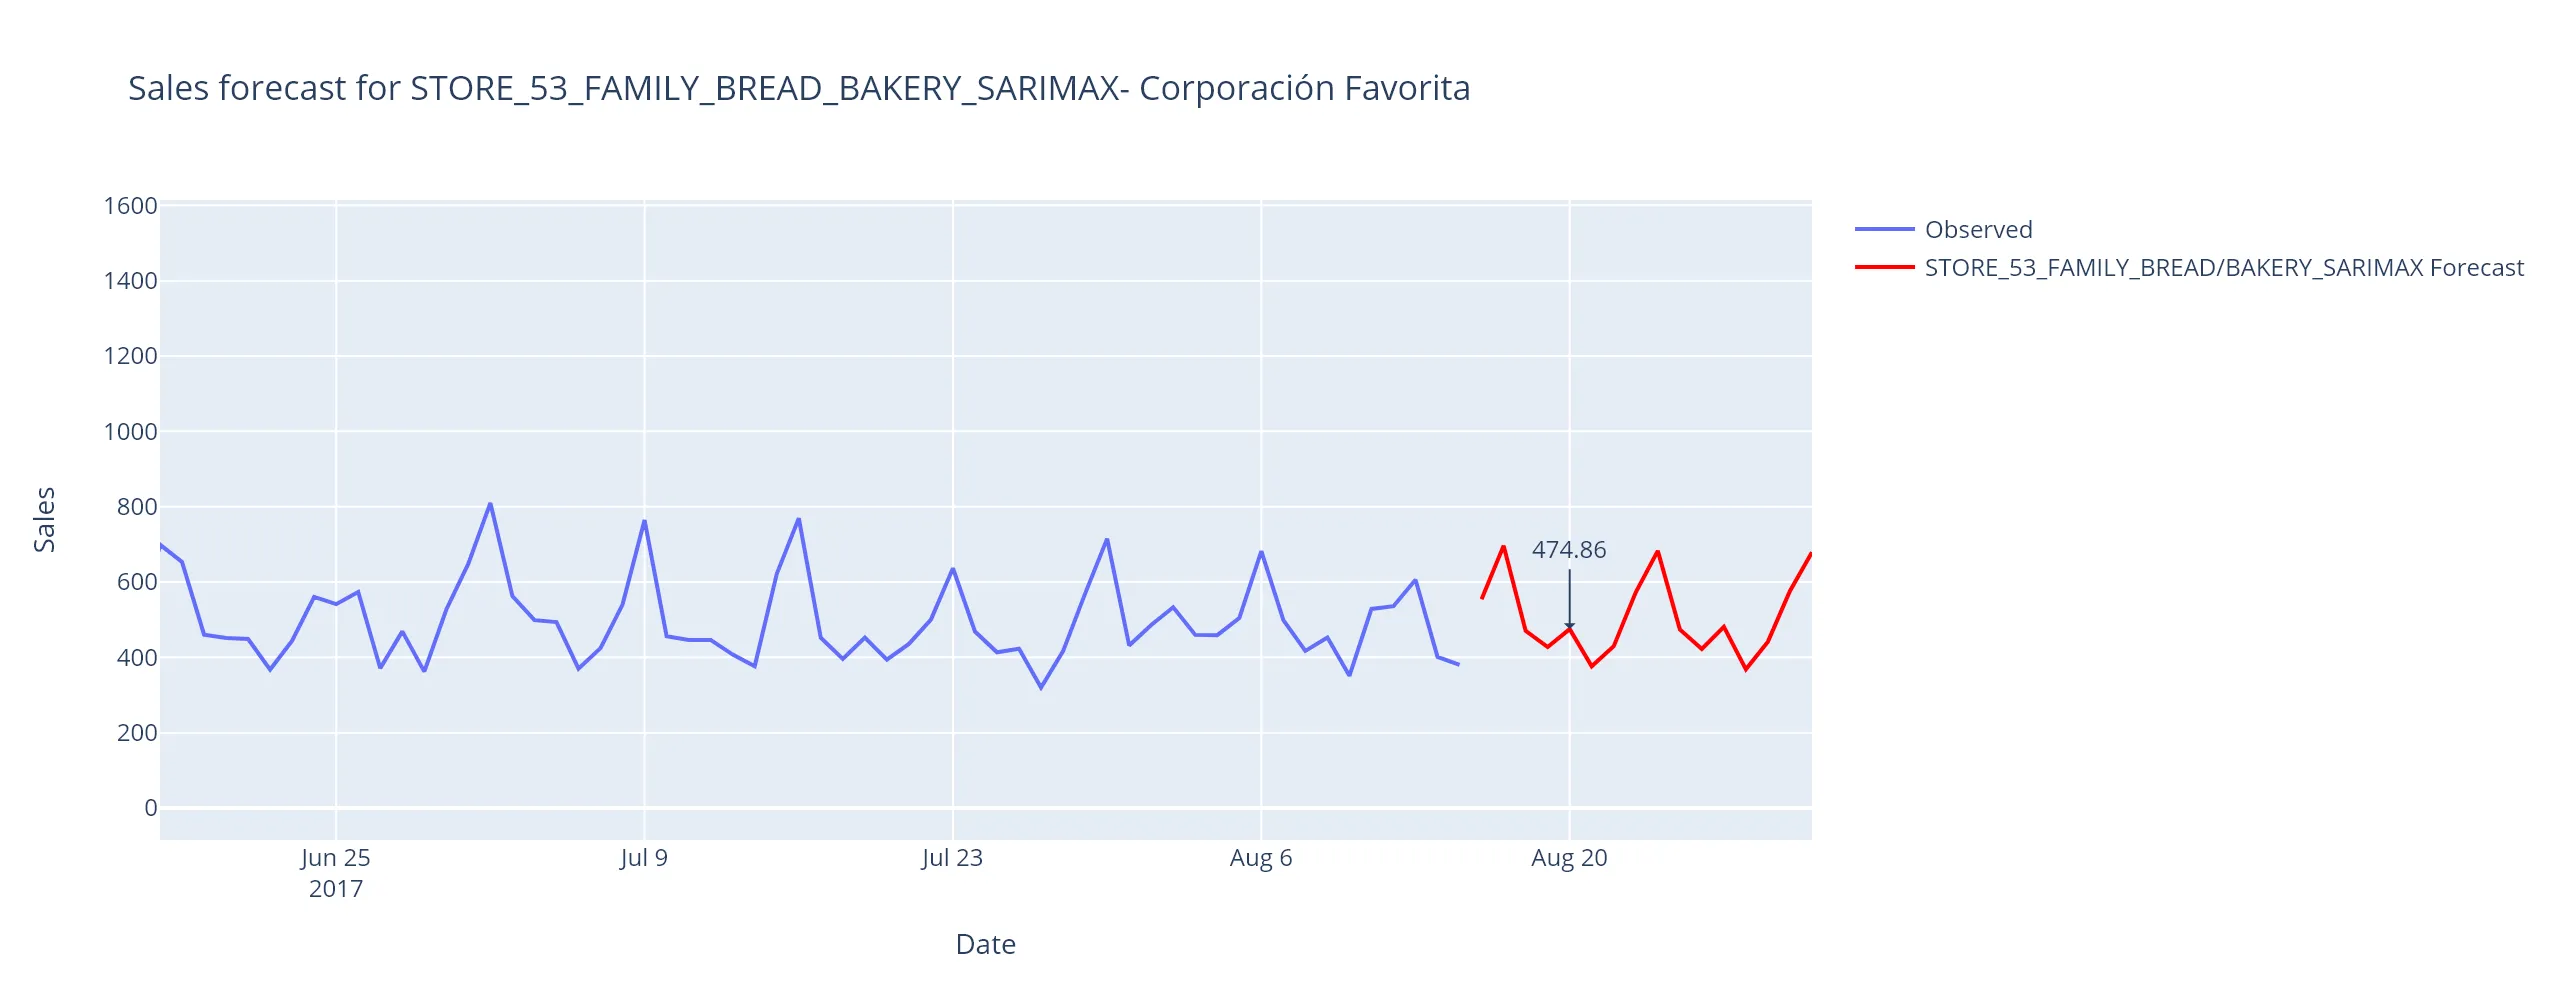 Sales forecast for STORE_53_FAMILY_BREAD_BAKERY_SARIMAX- Corporación Favorita
Observed
STORE_53_FAMILY_BREAD/BAKERY_SARIMAX Forecast
1600
1400
1200
1000
800
600
400
200
0
Sales
474.86
Jun 25
2017
Jul 9
Jul 23
Aug 6
Aug 20
Date